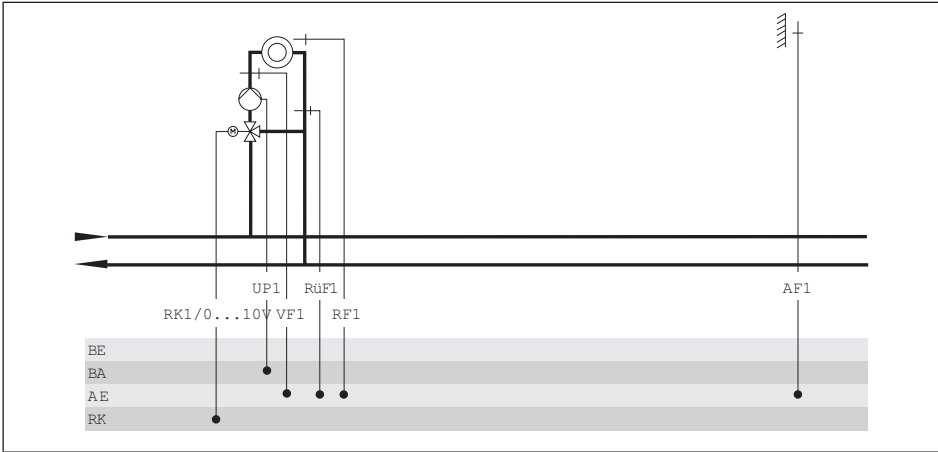 M
UP1 RüF1 AF1
RK1/0...10V VF1 RF1
BE
BA
AE
RK